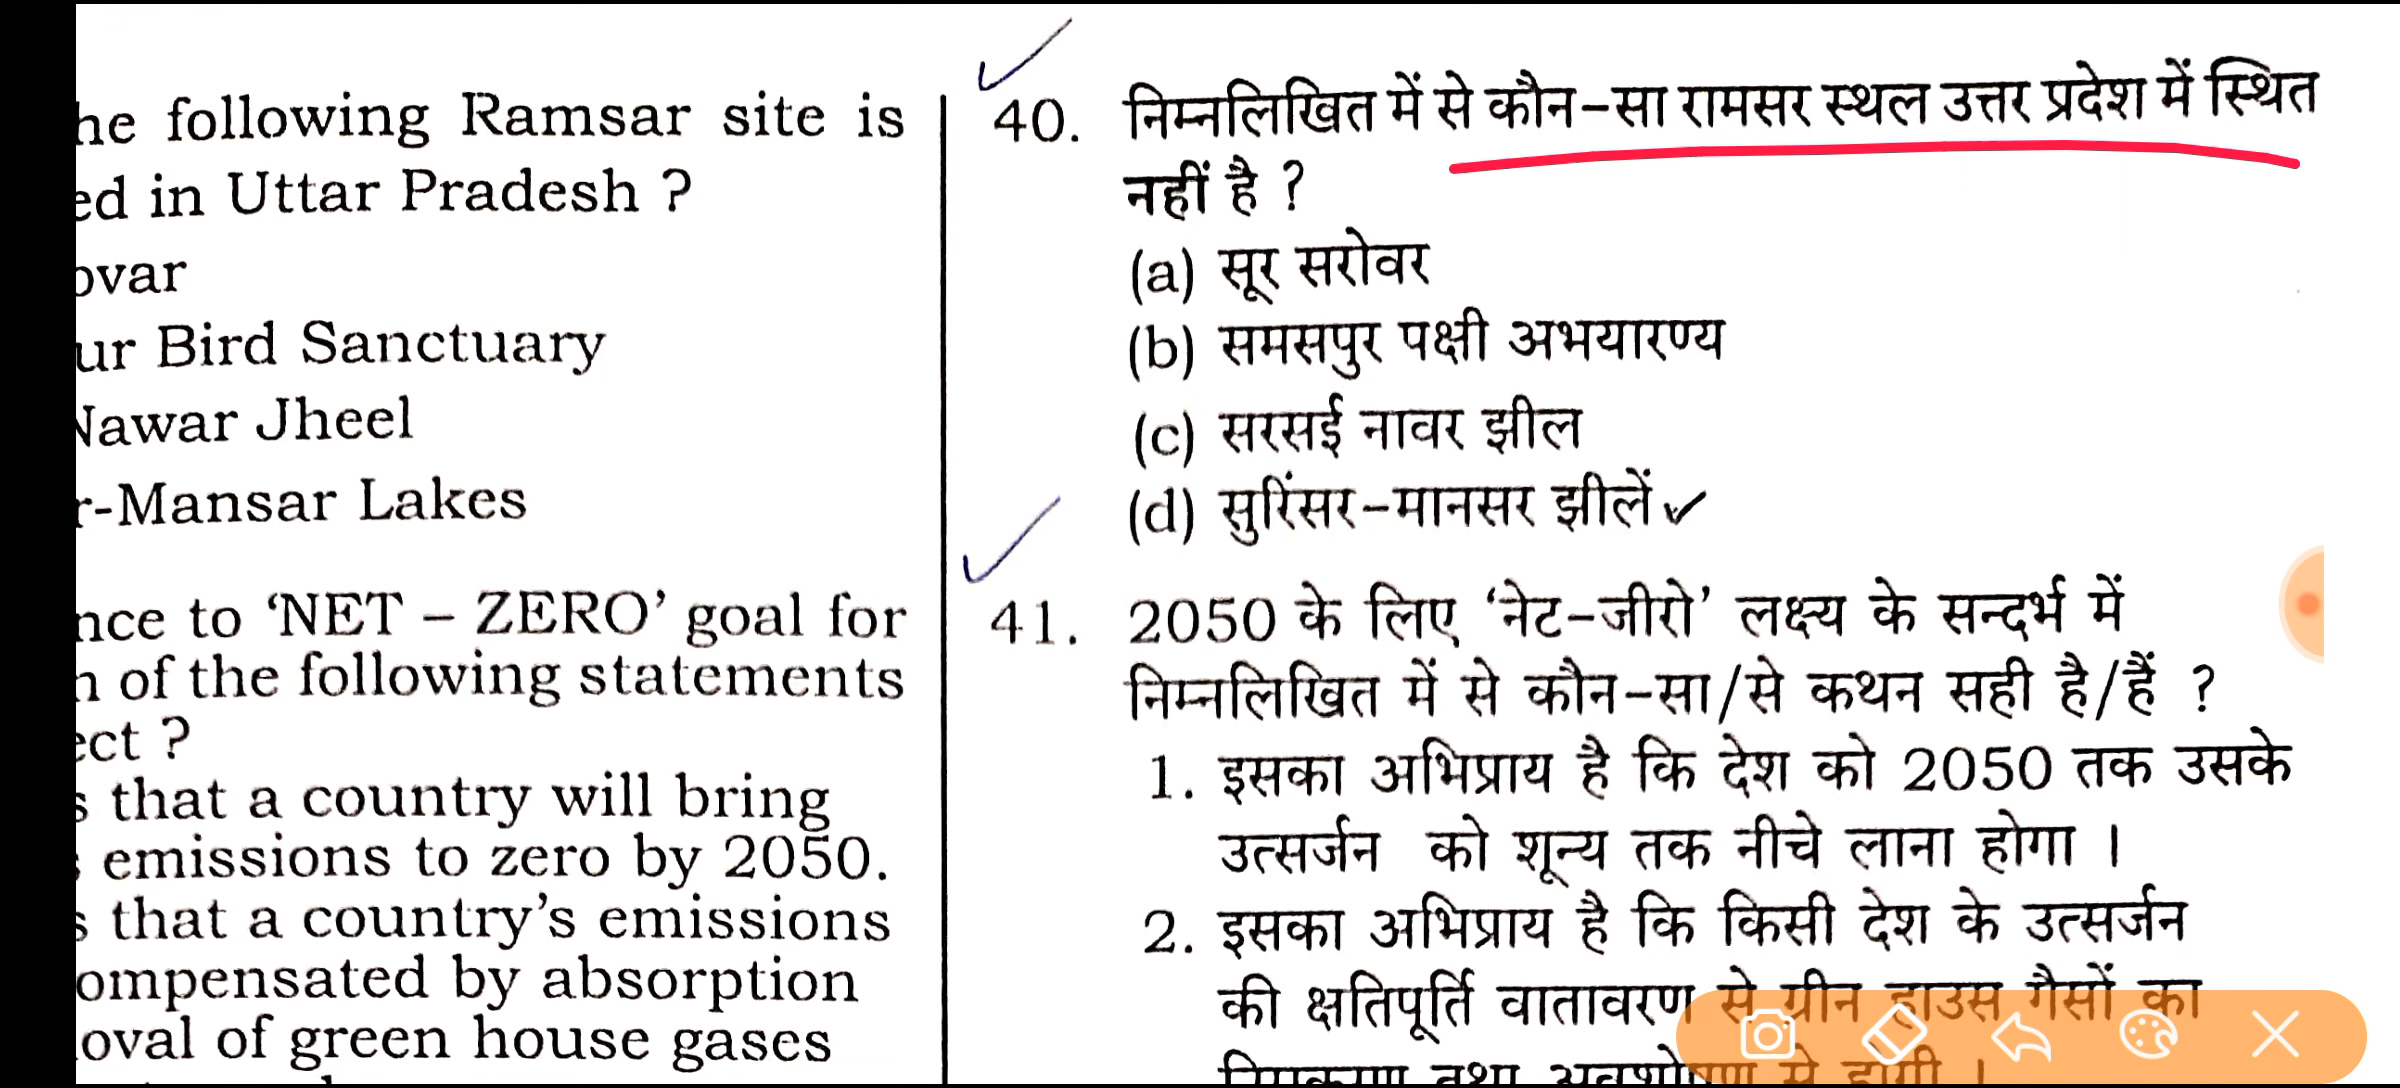 he following Ramsar site is
ed in Uttar Pradesh ?
ovar
ur Bird Sanctuary
Nawar Jheel
r-Mansar Lakes
nce to ‘NET – ZERO’ goal for
n of the following statements
ect ?
s that a country will bring
emissions to zero by 2050.
s that a country’s emissions
ompensated by absorption
oval of green house gases
40. निम्नलिखित में से कौन-सा रामसर स्थल उत्तर प्रदेश में स्थित
नहीं है ?
(a) सूर सरोवर
(b) समसपुर पक्षी अभयारण्य
(c) सरसई नावर झील
(d) सुरिंसर-मानसर झीलें
41. 2050 के लिए ‘नेट-जीरो’ लक्ष्य के सन्दर्भ में
निम्नलिखित में से कौन-सा/से कथन सही है/हैं ?
1. इसका अभिप्राय है कि देश को 2050 तक उसके
उत्सर्जन को शून्य तक नीचे लाना होगा ।
2. इसका अभिप्राय है कि किसी देश के उत्सर्जन
की क्षतिपूर्ति वातावरण से ग्रीन हाउस गैसों का
तथा अवशोषण से होगी ।